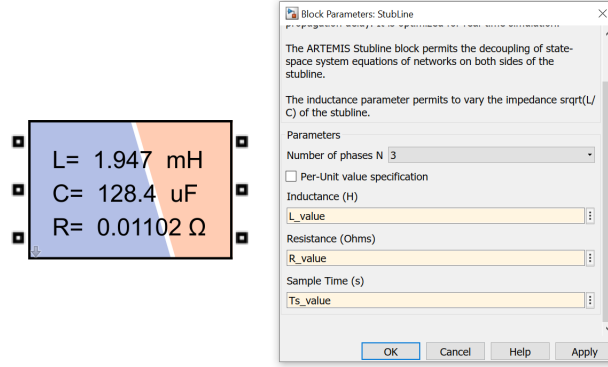 L= 1.947 mH
C= 128.4 uF
R= 0.01102 Ω
Block Parameters: StubLine
propagation delay. It is optimized for real-time simulation.
The ARTEMIS Stubline block permits the decoupling of state-
space system equations of networks on both sides of the
stubline.
The inductance parameter permits to vary the impedance srqrt(L/
C) of the stubline.
Parameters
Number of phases N 3
Per-Unit value specification
Inductance (H)
L_value
Resistance (Ohms)
R_value
Sample Time (s)
Ts_value
OK Cancel Help Apply